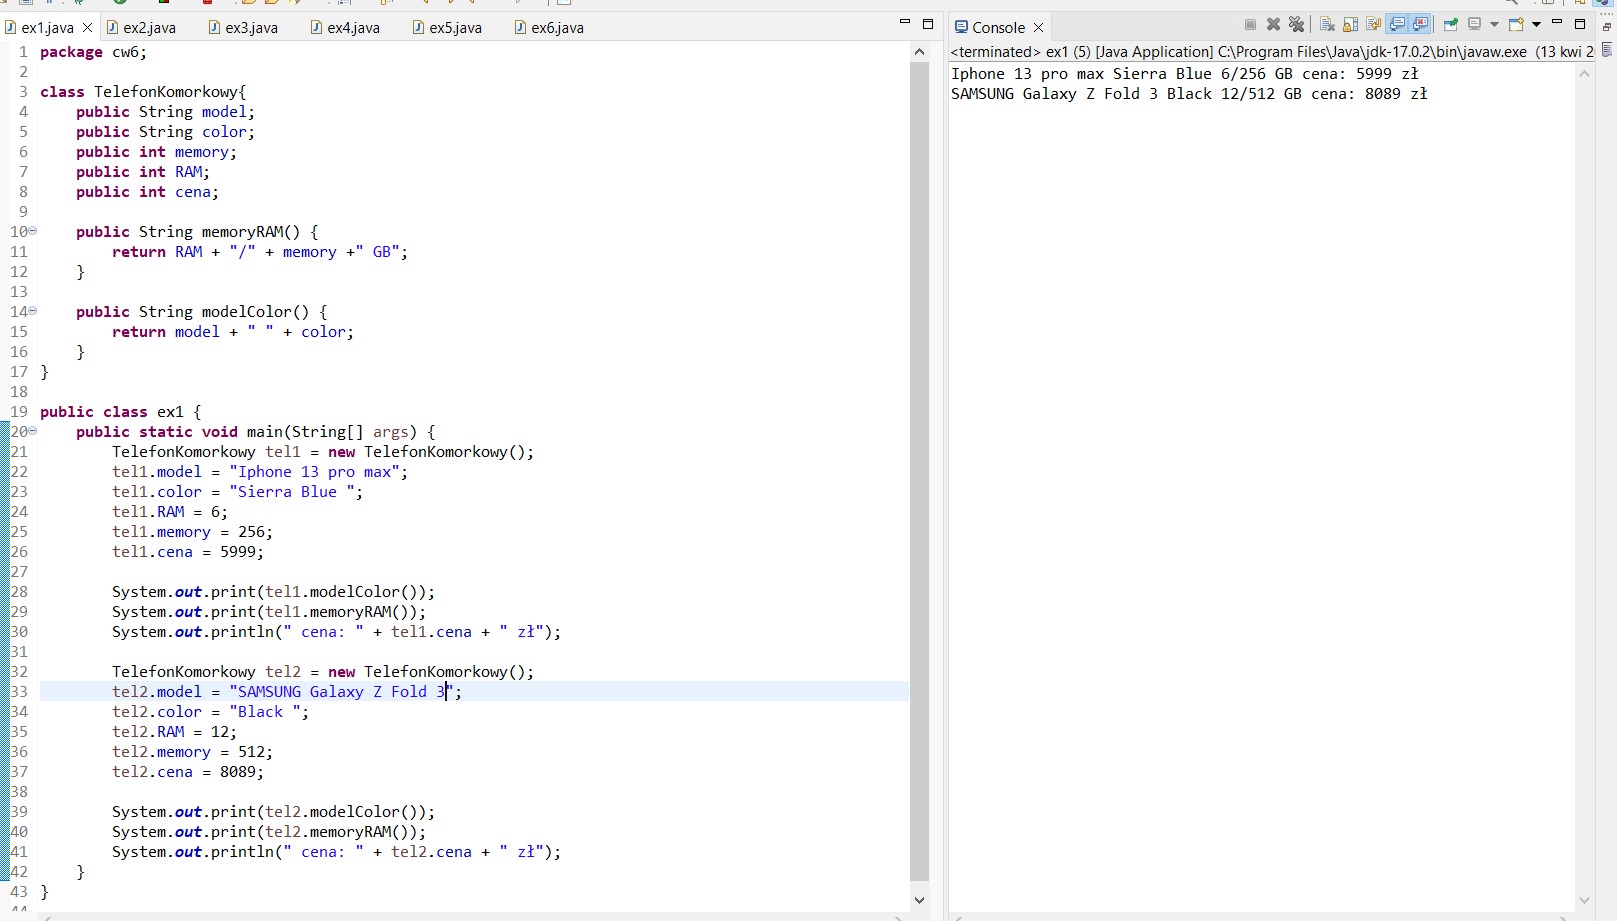 ex1.java
ex2.java
ex3.java
ex4.java
ex5.java
ex6.java
1 package cw6;
2
3 class TelefonKomorkowy{
4 public String model;
5 public String color;
6 public int memory;
7 public int RAM;
8 public int cena;
9
10 public String memoryRAM() {
11 return RAM + "/" + memory +" GB";
12 }
13
14 public String modelColor() {
15 return model + " " + color;
16 }
17 }
18
19 public class ex1 {
20 public static void main(String[] args) {
21 TelefonKomorkowy tel1 = new TelefonKomorkowy();
22 tel1.model = "Iphone 13 pro max";
23 tel1.color = "Sierra Blue ";
24 tel1.RAM = 6;
25 tel1.memory = 256;
26 tel1.cena = 5999;
27
28 System.out.print(tel1.modelColor());
29 System.out.print(tel1.memoryRAM());
30 System.out.println(" cena: " + tel1.cena + " zł");
31
32 TelefonKomorkowy tel2 = new TelefonKomorkowy();
33 tel2.model = "SAMSUNG Galaxy Z Fold 3";
34 tel2.color = "Black ";
35 tel2.RAM = 12;
36 tel2.memory = 512;
37 tel2.cena = 8089;
38
39 System.out.print(tel2.modelColor());
40 System.out.print(tel2.memoryRAM());
41 System.out.println(" cena: " + tel2.cena + " zł");
42 }
43 }
44
Console
<terminated> ex1 (5) [Java Application] C:\Program Files\Java\jdk-17.0.2\bin\javaw.exe (13 kwi 2
Iphone 13 pro max Sierra Blue 6/256 GB cena: 5999 zł
SAMSUNG Galaxy Z Fold 3 Black 12/512 GB cena: 8089 zł